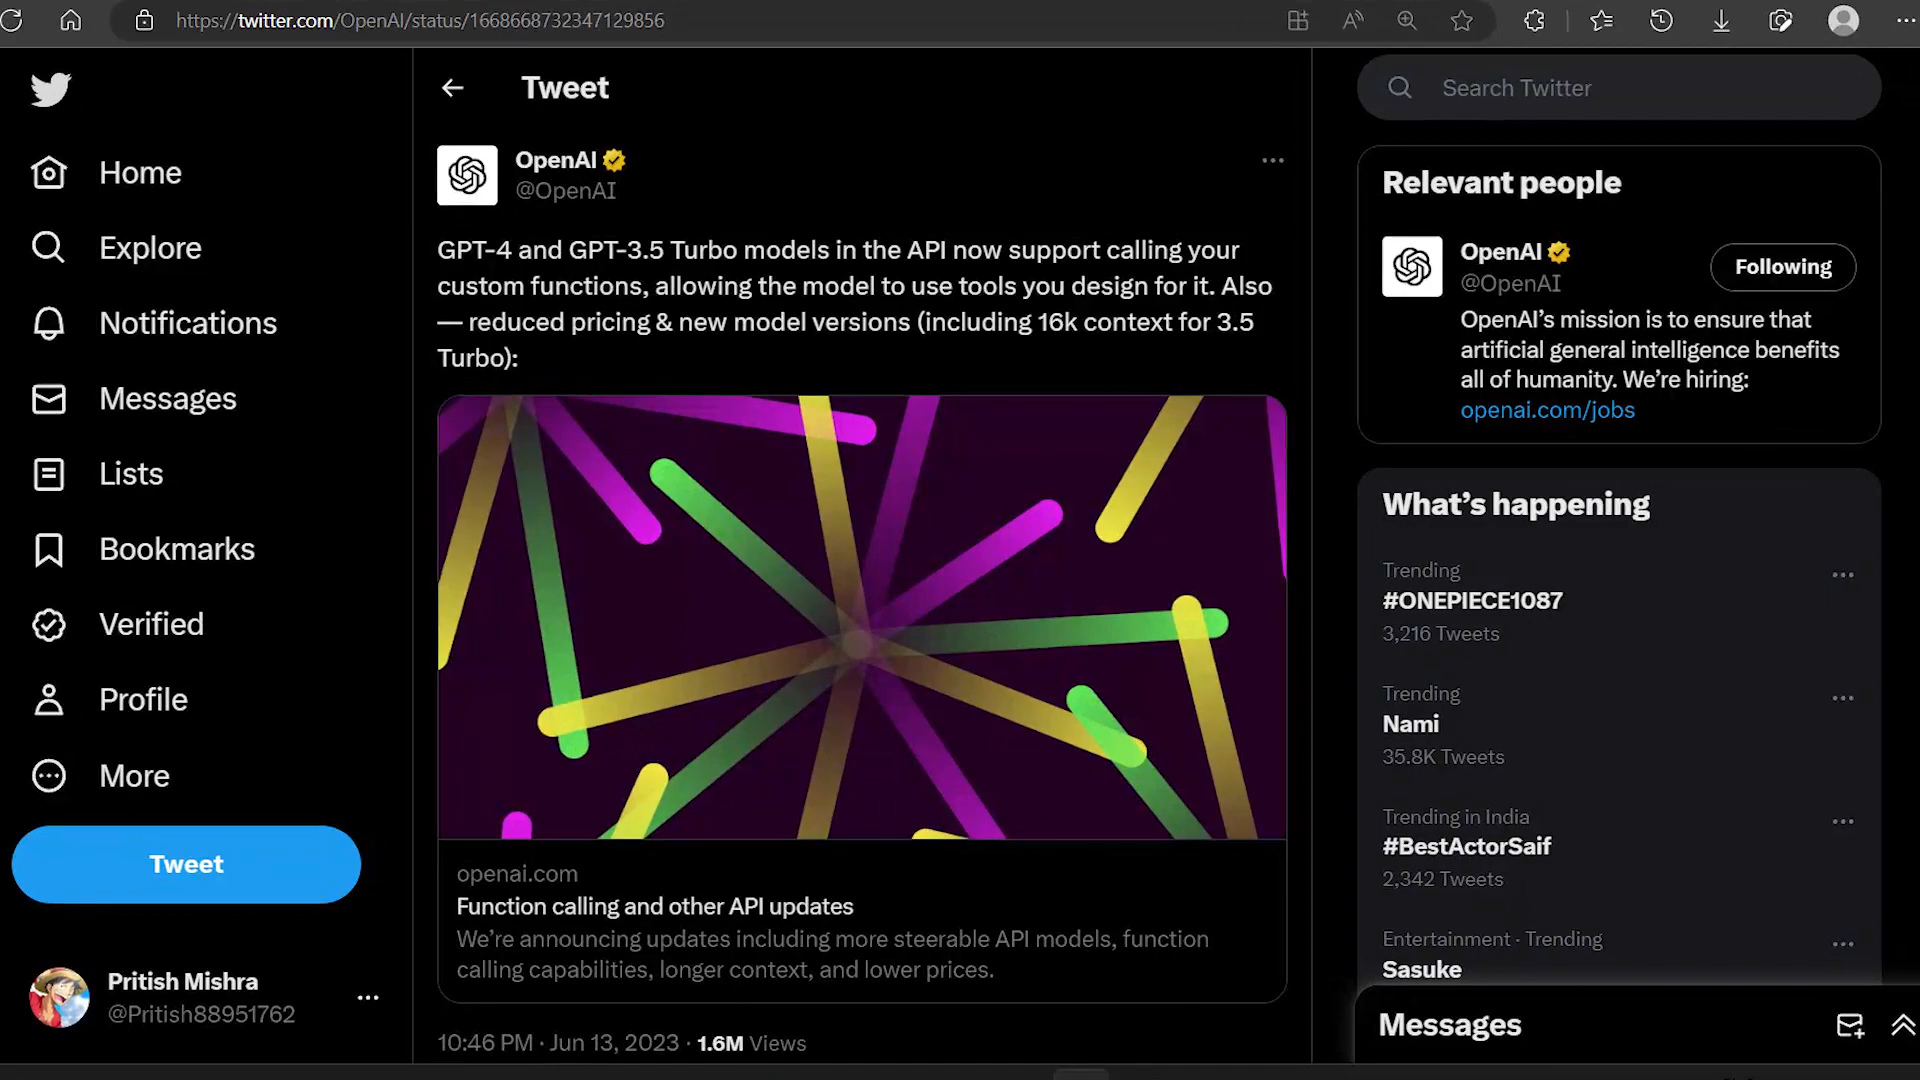 https://twitter.com/OpenAI/status/1668668732347129856
Home
Explore
Notifications
Messages
Lists
Bookmarks
Verified
Profile
More
Tweet
Pritish Mishra
@Pritish88951762
Tweet
OpenAI
@OpenAI
GPT-4 and GPT-3.5 Turbo models in the API now support calling your
custom functions, allowing the model to use tools you design for it. Also
— reduced pricing & new model versions (including 16k context for 3.5
Turbo):
openai.com
Function calling and other API updates
We're announcing updates including more steerable API models, function
calling capabilities, longer context, and lower prices.
10:46 PM · Jun 13, 2023 · 1.6M Views
Search Twitter
Relevant people
OpenAI
@OpenAI
Following
OpenAI's mission is to ensure that
artificial general intelligence benefits
all of humanity. We're hiring:
openai.com/jobs
What's happening
Trending
#ONEPIECE1087
3,216 Tweets
Trending
Nami
35.8K Tweets
Trending in India
#BestActorSaif
2,342 Tweets
Entertainment · Trending
Sasuke
Messages